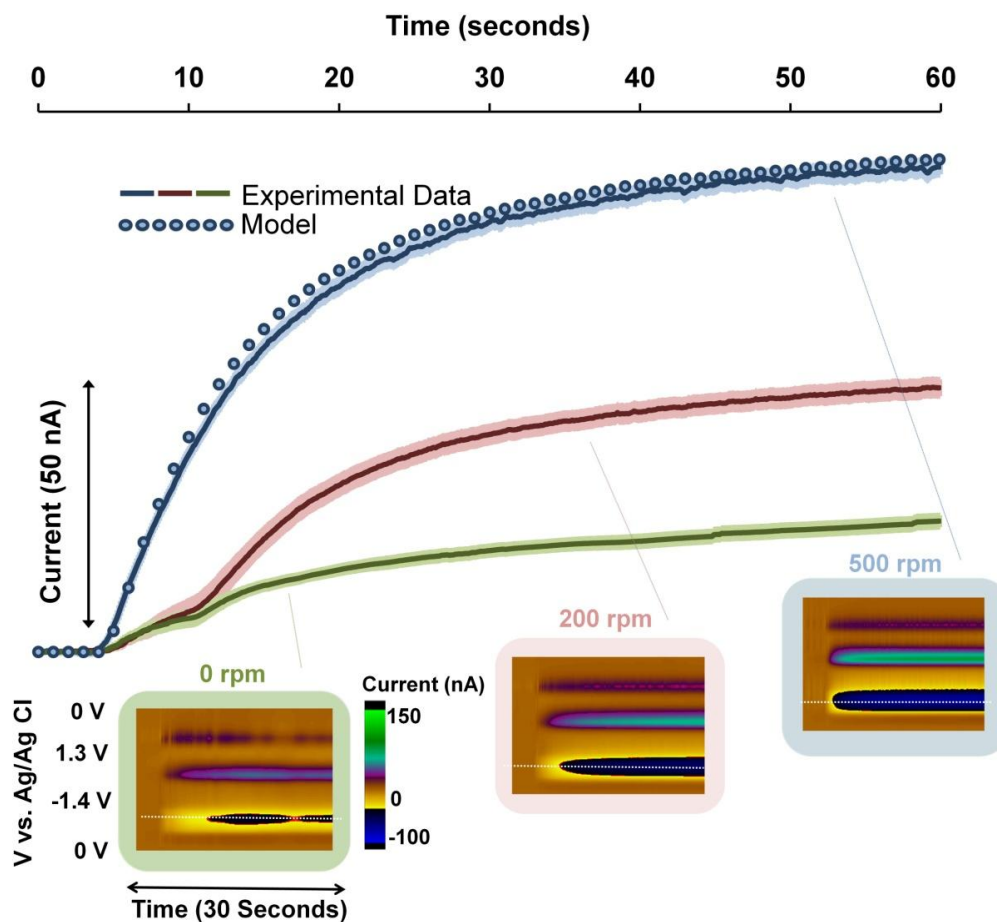 Time (seconds)
0 10 20 30 40 50 60
Experimental Data
Model
Current (50 nA)
500 rpm
200 rpm
0 rpm
Current (nA)
150
0
-100
V vs. Ag/Ag Cl
0 V
1.3 V
-1.4 V
0 V
Time (30 Seconds)